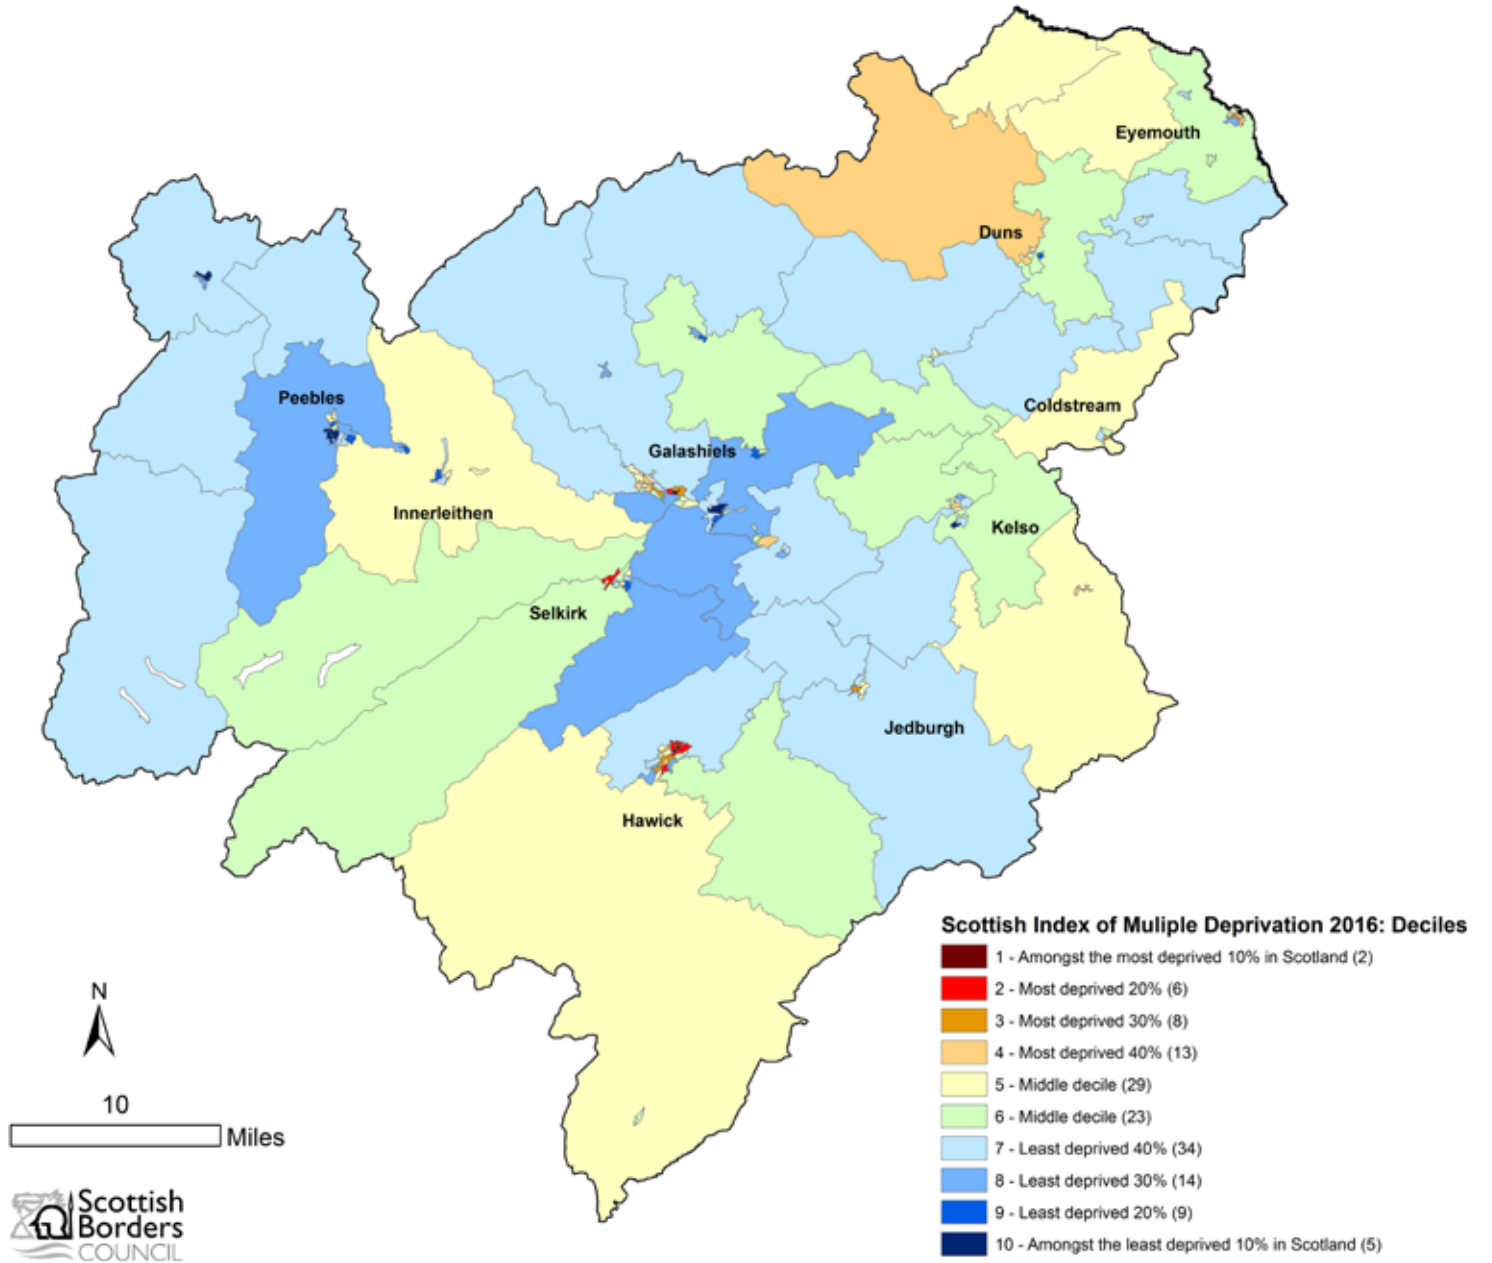 Eyemouth
Duns
Peebles
Coldstream
Galashiels
Innerleithen
Kelso
Selkirk
Jedburgh
Hawick
Scottish Index of Muliple Deprivation 2016: Deciles
1 - Amongst the most deprived 10% in Scotland (2)
2 - Most deprived 20% (6)
3 - Most deprived 30% (8)
4 - Most deprived 40% (13)
5 - Middle decile (29)
6 - Middle decile (23)
7 - Least deprived 40% (34)
8 - Least deprived 30% (14)
9 - Least deprived 20% (9)
10 - Amongst the least deprived 10% in Scotland (5)
N
10
Miles
Scottish
Borders
COUNCIL